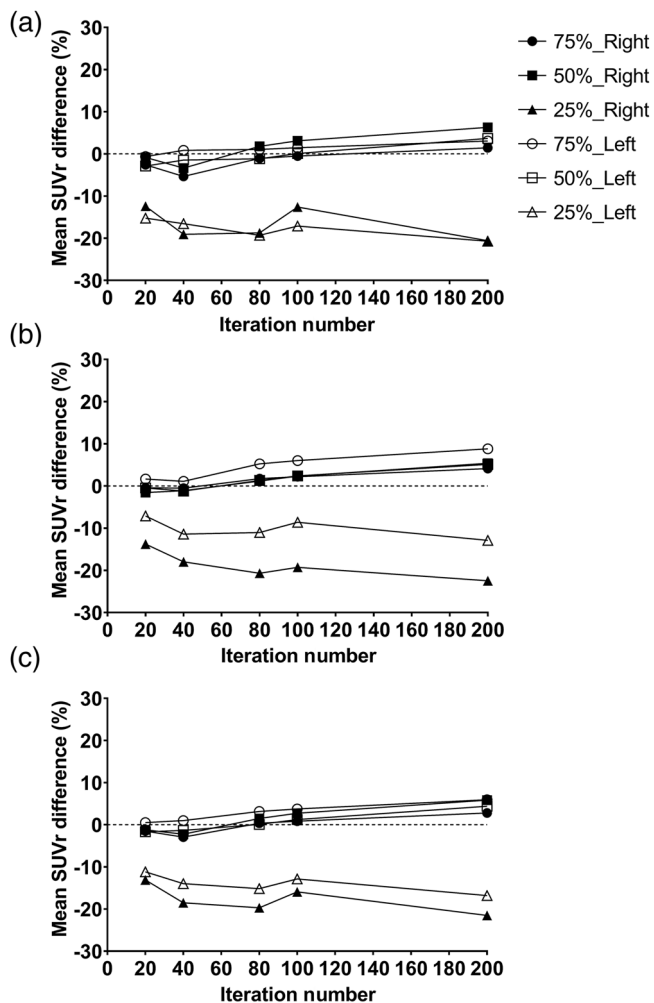 (a)
30
20
10
0
-10
-20
-30
Mean SUVr difference (%)
0 20 40 60 80 100 120 140 160 180 200
Iteration number
75%_Right
50%_Right
25%_Right
75%_Left
50%_Left
25%_Left
(b)
30
20
10
0
-10
-20
-30
Mean SUVr difference (%)
0 20 40 60 80 100 120 140 160 180 200
Iteration number
(c)
30
20
10
0
-10
-20
-30
Mean SUVr difference (%)
0 20 40 60 80 100 120 140 160 180 200
Iteration number